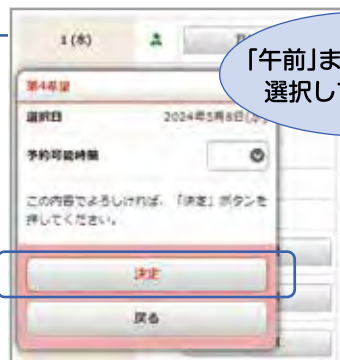 1(水)
「午前」ま
選択し
第4希望
選択日 2024年5月8日(水)
予約可能時間
この内容でよろしければ、「決定」ボタンを
押してください。
決定
戻る